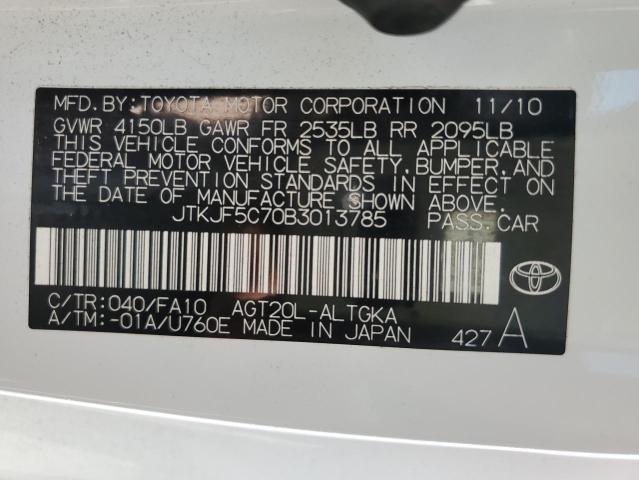 MFD.BY:TOYOTA MOTOR CORPORATION 11/10
GVWR 4150LB GAWR FR 2535LB RR 2095LB
THIS VEHICLE CONFORMS TO ALL APPLICABLE
FEDERAL MOTOR VEHICLE SAFETY, BUMPER, AND
THEFT PREVENTION STANDARDS IN EFFECT ON
THE DATE OF MANUFACTURE SHOWN ABOVE.
JTKJF5C70B3013785 PASS.CAR
C/TR:040/FA10 AGT20L-ALTGKA
A/TM:-01A/U760E MADE IN JAPAN 427 A